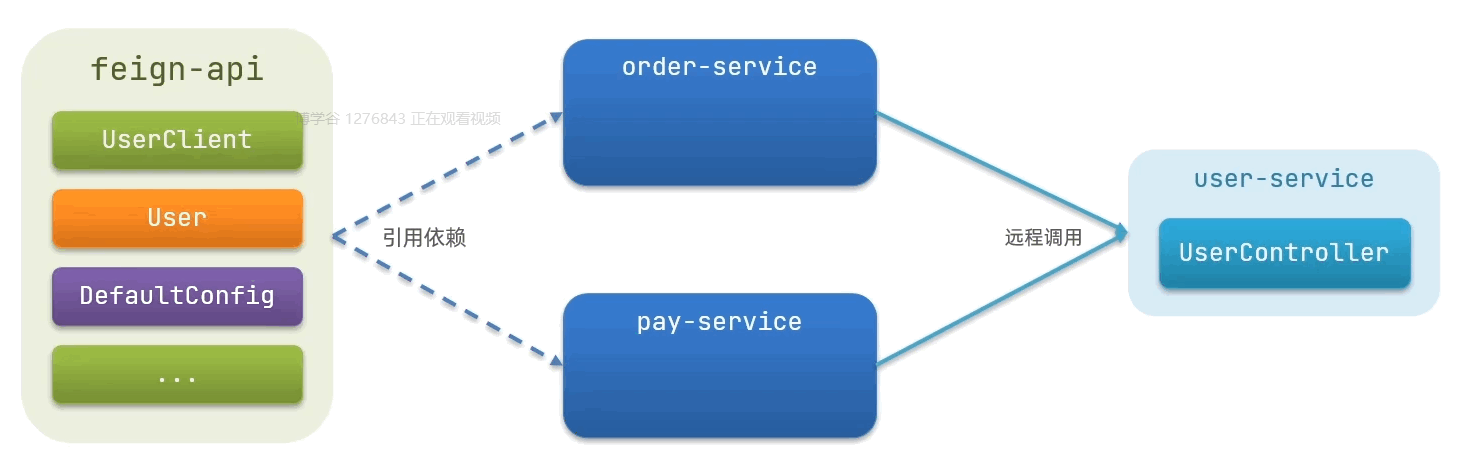 feign-api
UserClient
User
DefaultConfig
...
博学谷 1276843 正在观看视频
引用依赖
order-service
pay-service
远程调用
user-service
UserController